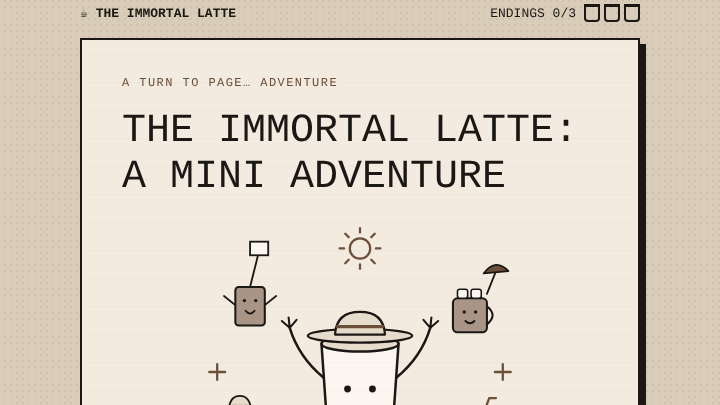 ☕ THE IMMORTAL LATTE
ENDINGS 0/3
A TURN TO PAGE… ADVENTURE
THE IMMORTAL LATTE:
A MINI ADVENTURE